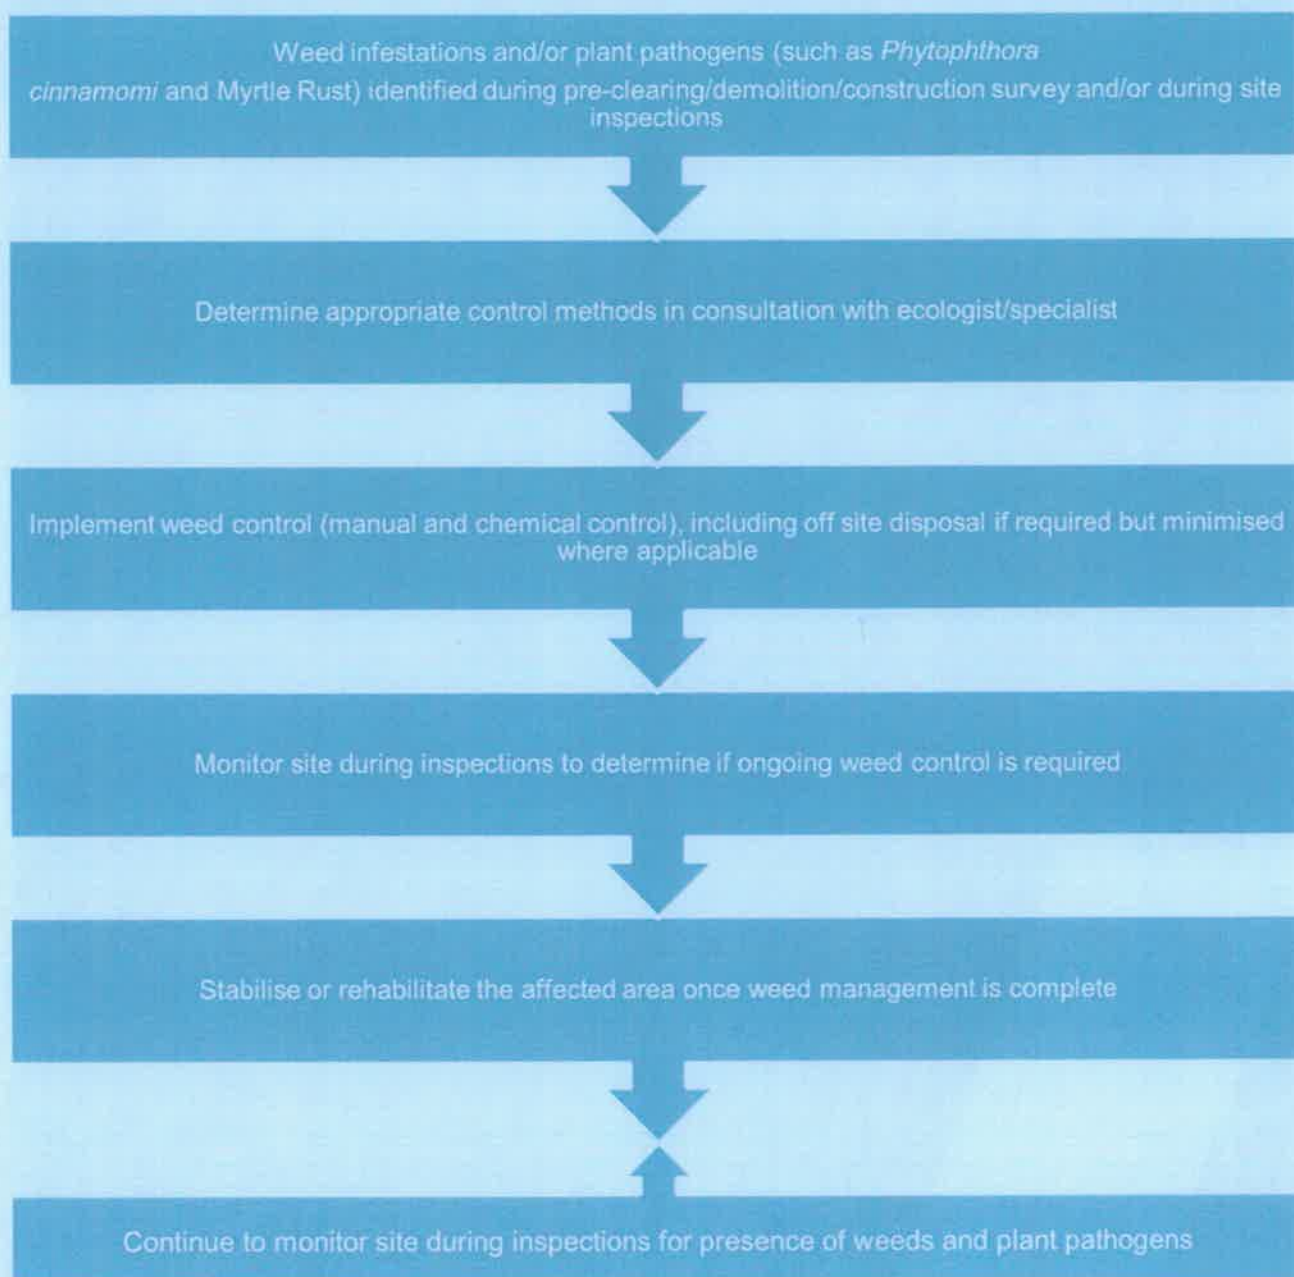 Weed infestations and/or plant pathogens (such as Phytophthora
cinnamomi and Myrtle Rust) identified during pre-clearing/demolition/construction survey and/or during site
inspections
Determine appropriate control methods in consultation with ecologist/specialist
Implement weed control (manual and chemical control), including off site disposal if required but minimised
where applicable
Monitor site during inspections to determine if ongoing weed control is required
Stabilise or rehabilitate the affected area once weed management is complete
Continue to monitor site during inspections for presence of weeds and plant pathogens